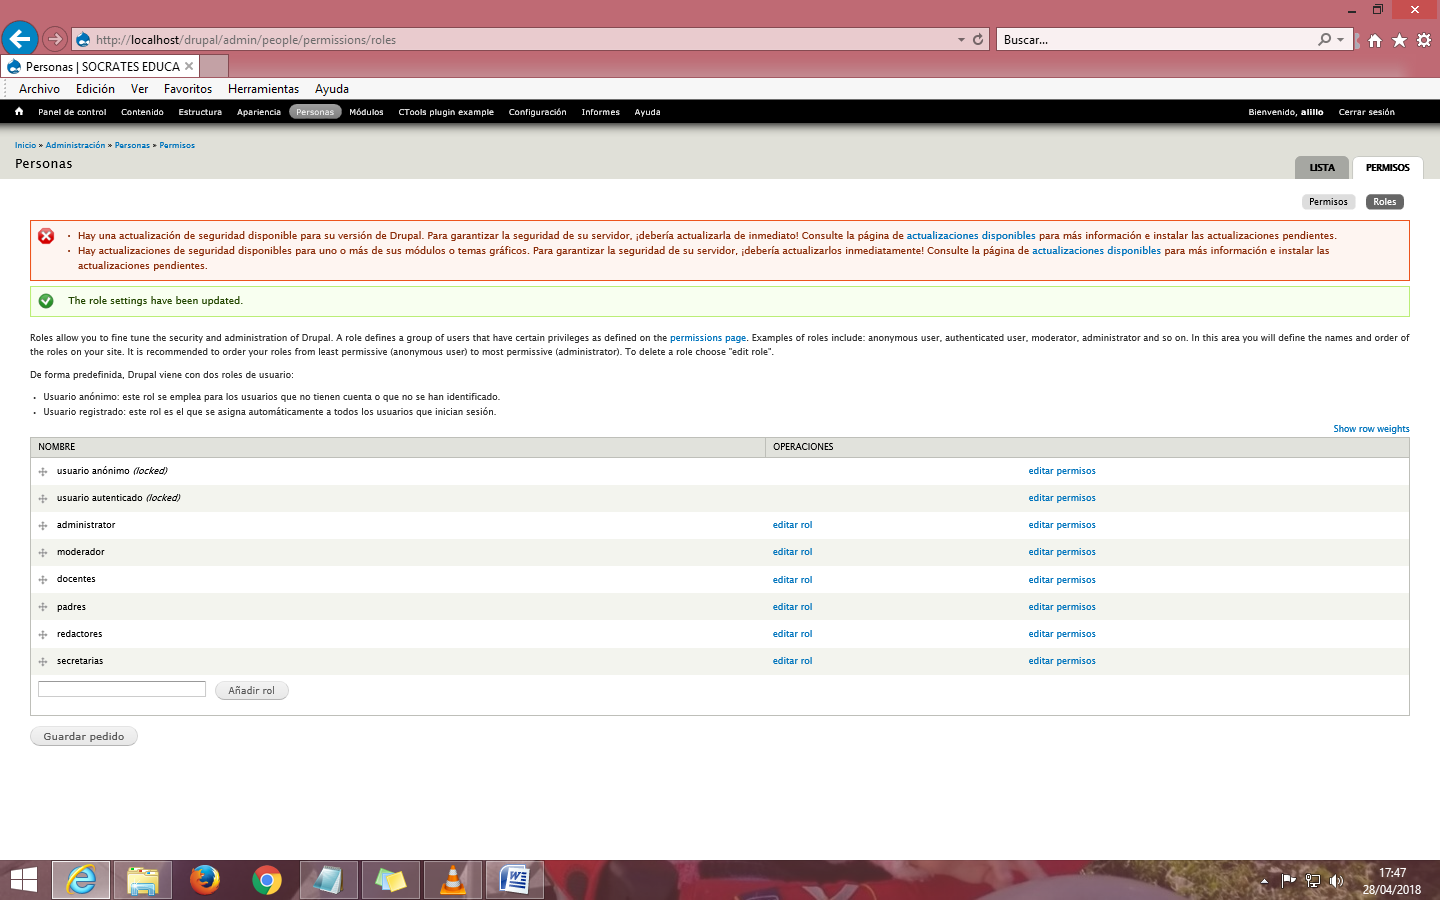 http://localhost/drupal/admin/people/permissions/roles
Buscar...
Personas | SOCRATES EDUCA
Archivo Edición Ver Favoritos Herramientas Ayuda
Panel de control Contenido Estructura Apariencia Personas Módulos CTools plugin example Configuración Informes Ayuda Bienvenido, alillo Cerrar sesión
Inicio » Administración » Personas » Permisos
Personas
LISTA PERMISOS
Permisos Roles
• Hay una actualización de seguridad disponible para su versión de Drupal. Para garantizar la seguridad de su servidor, ¡debería actualizarla de inmediato! Consulte la página de actualizaciones disponibles para más información e instalar las actualizaciones pendientes.
• Hay actualizaciones de seguridad disponibles para uno o más de sus módulos o temas gráficos. Para garantizar la seguridad de su servidor, ¡debería actualizarlos inmediatamente! Consulte la página de actualizaciones disponibles para más información e instalar las
actualizaciones pendientes.
The role settings have been updated.
Roles allow you to fine tune the security and administration of Drupal. A role defines a group of users that have certain privileges as defined on the permissions page. Examples of roles include: anonymous user, authenticated user, moderator, administrator and so on. In this area you will define the names and order of
the roles on your site. It is recommended to order your roles from least permissive (anonymous user) to most permissive (administrator). To delete a role choose "edit role".
De forma predefinida, Drupal viene con dos roles de usuario:
• Usuario anónimo: este rol se emplea para los usuarios que no tienen cuenta o que no se han identificado.
• Usuario registrado: este rol es el que se asigna automáticamente a todos los usuarios que inician sesión.
Show row weights
NOMBRE OPERACIONES
usuario anónimo (locked) editar permisos
usuario autenticado (locked) editar permisos
administrator editar rol editar permisos
moderador editar rol editar permisos
docentes editar rol editar permisos
padres editar rol editar permisos
redactores editar rol editar permisos
secretarias editar rol editar permisos
Añadir rol
Guardar pedido
17:47
28/04/2018